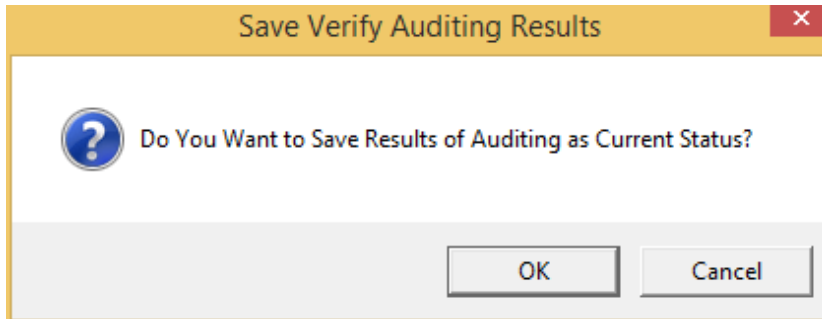 Save Verify Auditing Results
Do You Want to Save Results of Auditing as Current Status?
OK
Cancel